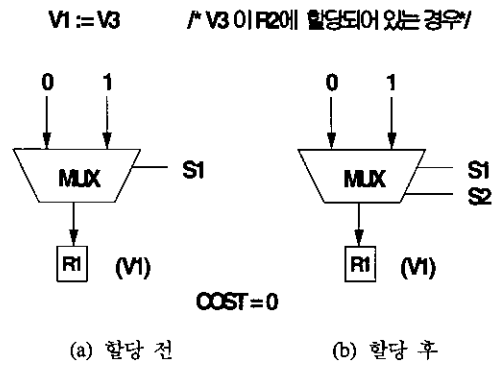 V1 := V3 /* V3 이 R2에 할당되어 있는 경우*/
0 1 0 1
MUX S1 MUX S1
S2
R1 (V1) R1 (V1)
COST = 0
(a) 할당 전 (b) 할당 후